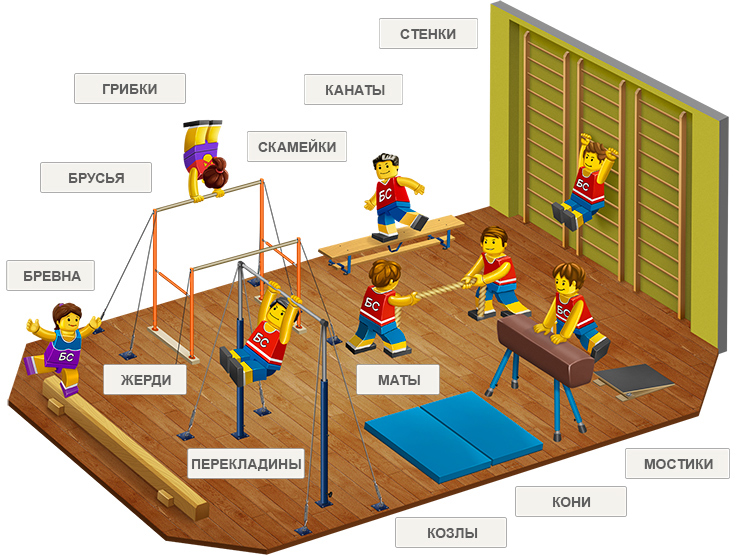 СТЕНКИ
ГРИБКИ
КАНАТЫ
СКАМЕЙКИ
БРУСЬЯ
БС
БС
БРЕВНА
БС
БС
БС
БС
ЖЕРДИ
МАТЫ
ПЕРЕКЛАДИНЫ
МОСТИКИ
КОНИ
КОЗЛЫ